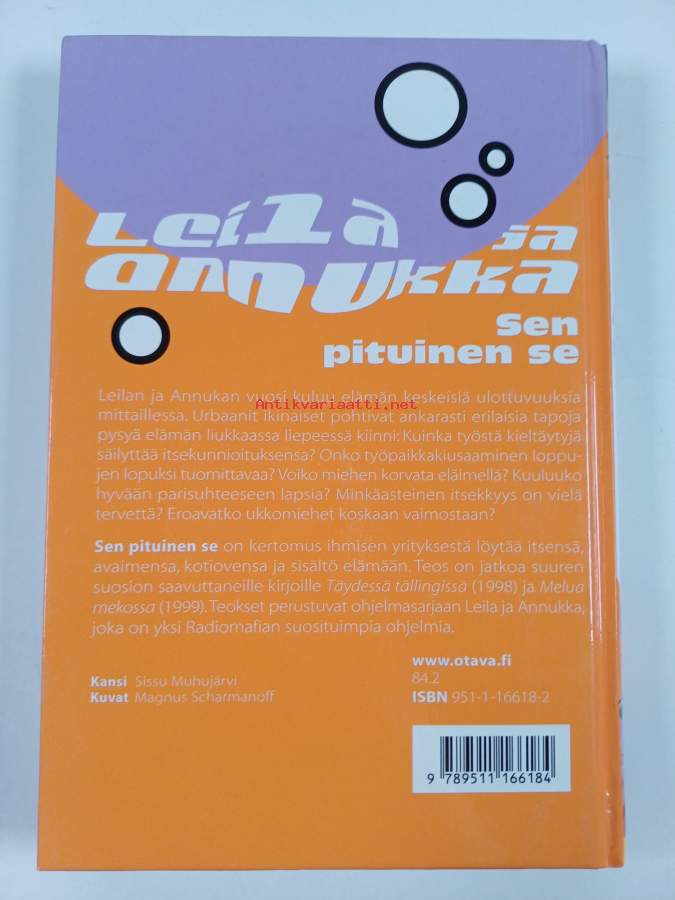 Leila sa
annukka
Sen
pituinen se
Leilan ja Annukan vuosi kuluu elämän keskeisiä ulottuvuuksia
Antikvariaatti.net
mittaillessa. Urbaanit ikinaiset pohtivat ankarasti erilaisia tapoja
pysyä elämän liukkaassa liepeessä kiinni: Kuinka työstä kieltäytyjä
säilyttää itsekunnioituksensa? Onko työpaikkakiusaaminen loppu-
jen lopuksi tuomittavaa? Voiko miehen korvata eläimellä? Kuuluuko
hyvään parisuhteeseen lapsia? Minkäasteinen itsekkyys on vielä
tervettä? Eroavatko ukkomiehet koskaan vaimostaan?
Sen pituinen se on kertomus ihmisen yrityksestä löytää itsensä,
avaimensa, kotiovensa ja sisältö elämään. Teos on jatkoa suuren
suosion saavuttaneille kirjoille Täydessä tällingissä (1998) ja Melua
mekossa (1999). Teokset perustuvat ohjelmasarjaan Leila ja Annukka,
joka on yksi Radiomafian suosituimpia ohjelmia.
Kansi Sissu Muhujärvi
Kuvat Magnus Scharmanoff
www.otava.fi
84.2
ISBN 951-1-16618-2
9 789511 166184